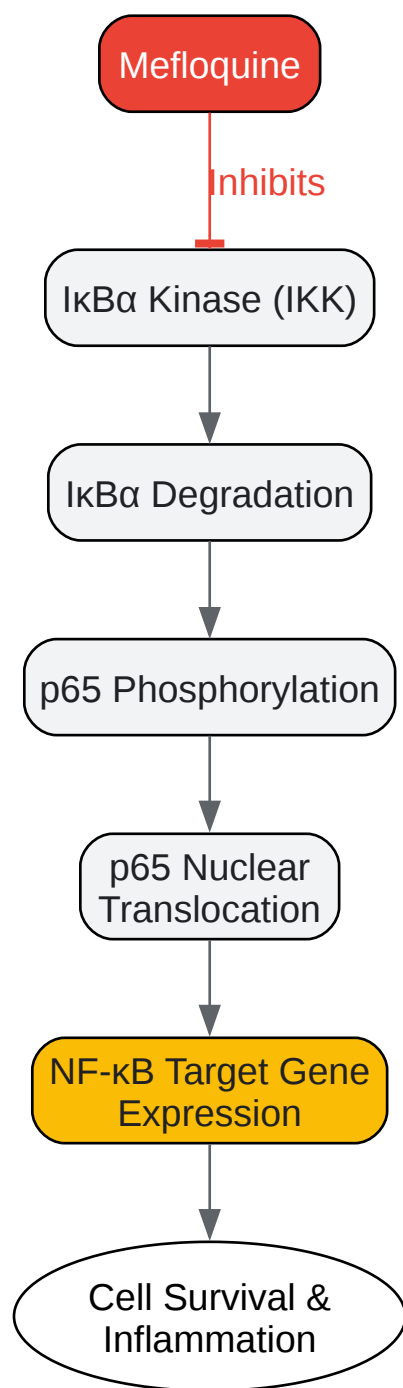 Mefloquine
Inhibits
IκBα Kinase (IKK)
IκBα Degradation
p65 Phosphorylation
p65 Nuclear
Translocation
NF-κB Target Gene
Expression
Cell Survival &
Inflammation